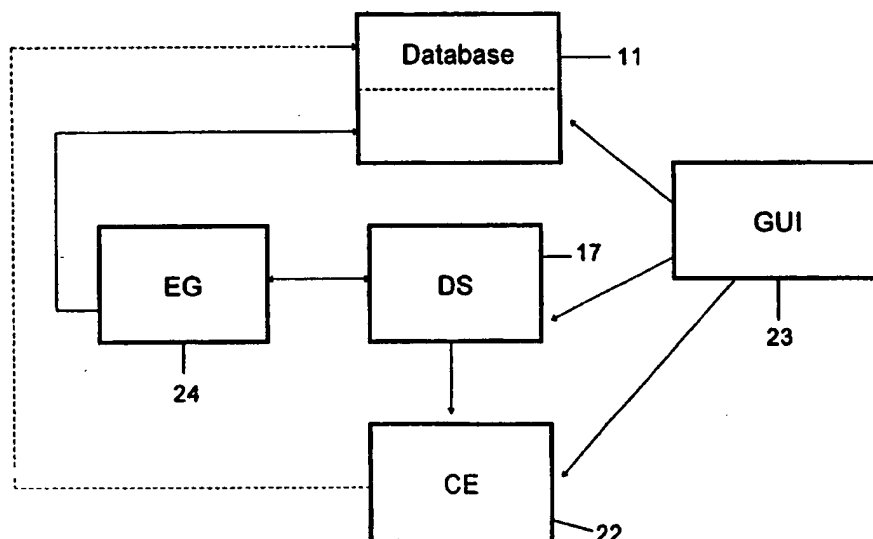 Database
11
GUI
23
EG
24
DS
17
CE
22